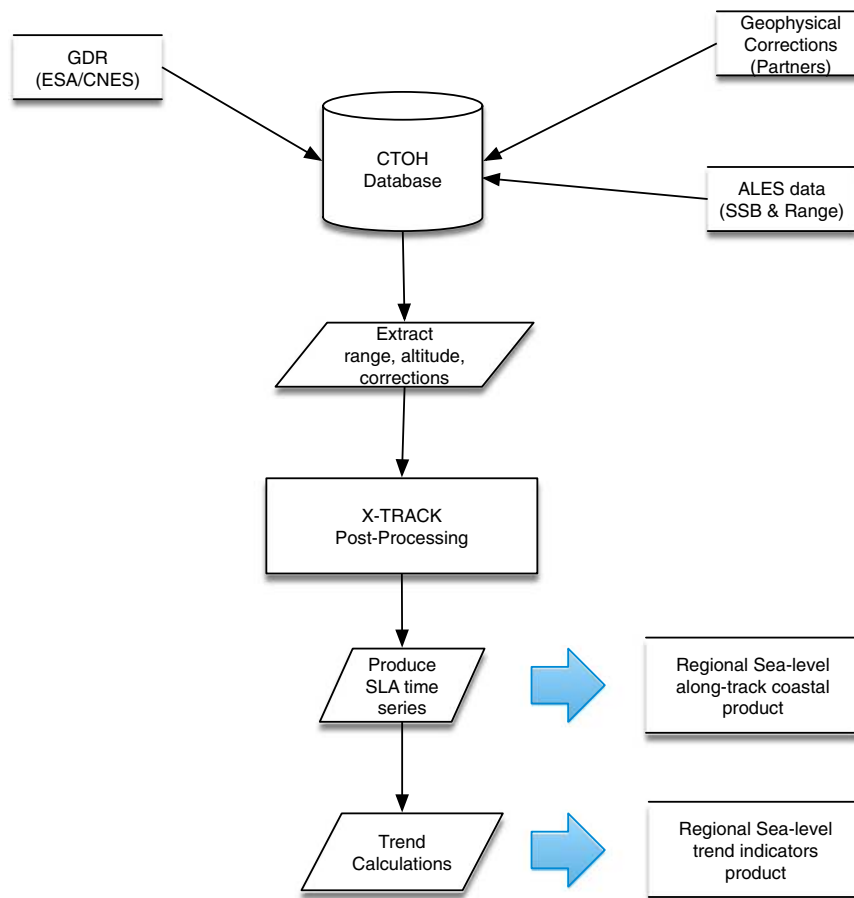 GDR
(ESA/CNES)
Geophysical
Corrections
(Partners)
CTOH
Database
ALES data
(SSB & Range)
Extract
range, altitude,
corrections
X-TRACK
Post-Processing
Produce
SLA time
series
Regional Sea-level
along-track coastal
product
Trend
Calculations
Regional Sea-level
trend indicators
product